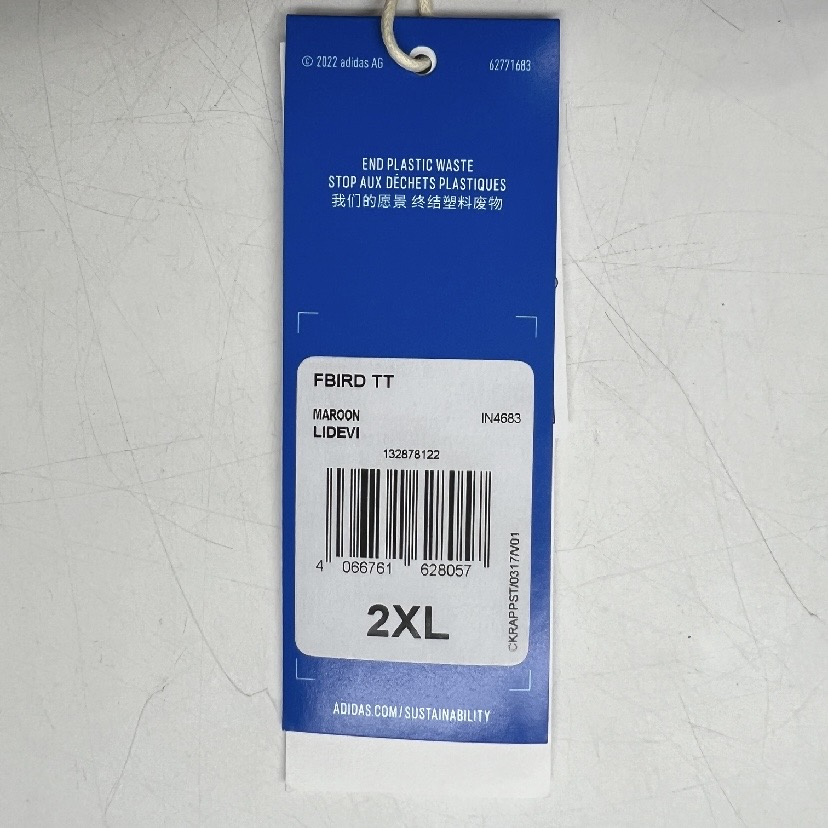 © 2022 adidas AG
62771683
END PLASTIC WASTE
STOP AUX DÉCHETS PLASTIQUES
我们的愿景 终结塑料废物
FBIRD TT
MAROON
IN4683
LIDEVI
132878122
4 066761 628057
2XL
CKRAPPST/0317/V01
ADIDAS.COM/SUSTAINABILITY